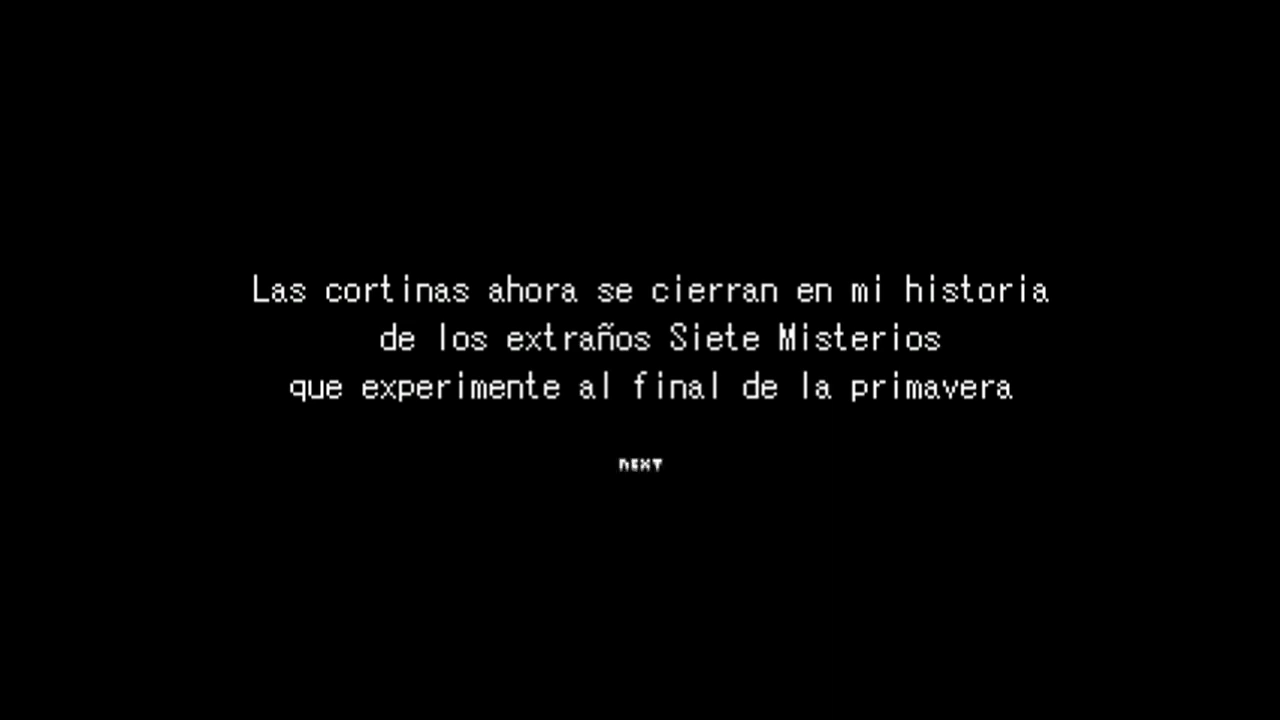 Las cortinas ahora se cierran en mi historia
de los extraños Siete Misterios
que experimente al final de la primavera
NEXT